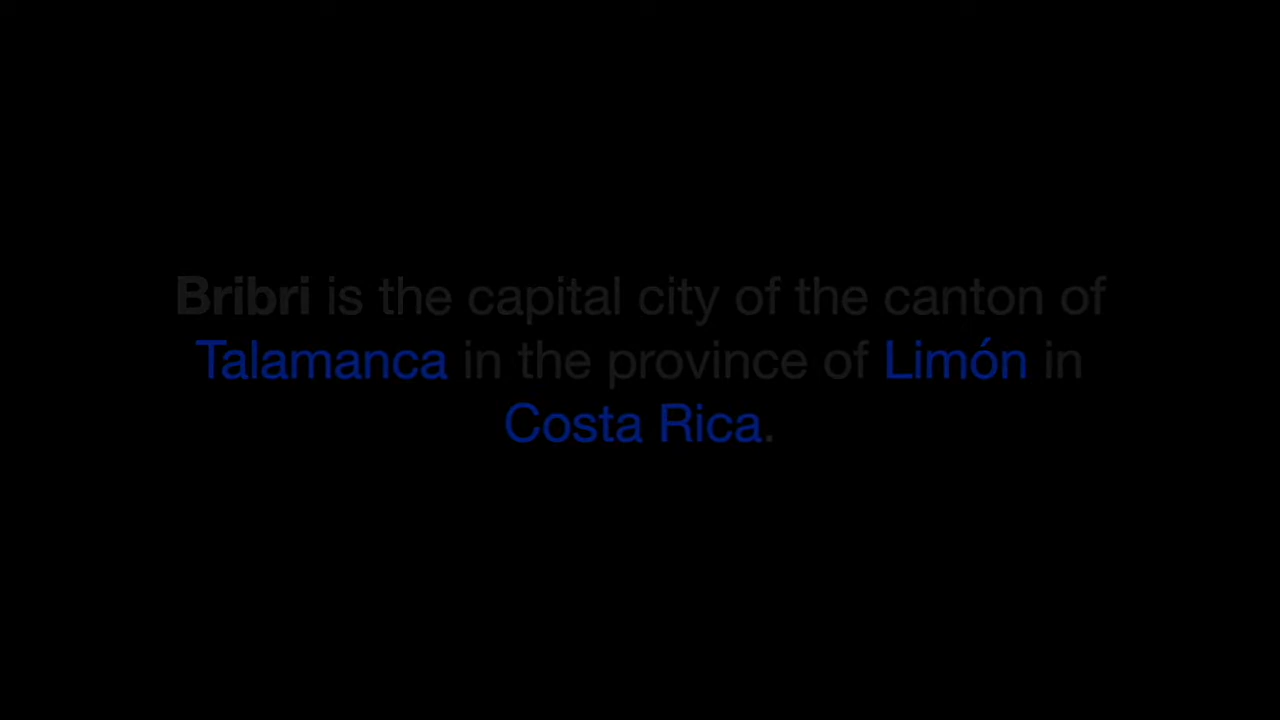 Bribri is the capital city of the canton of
Talamanca in the province of Limón in
Costa Rica.